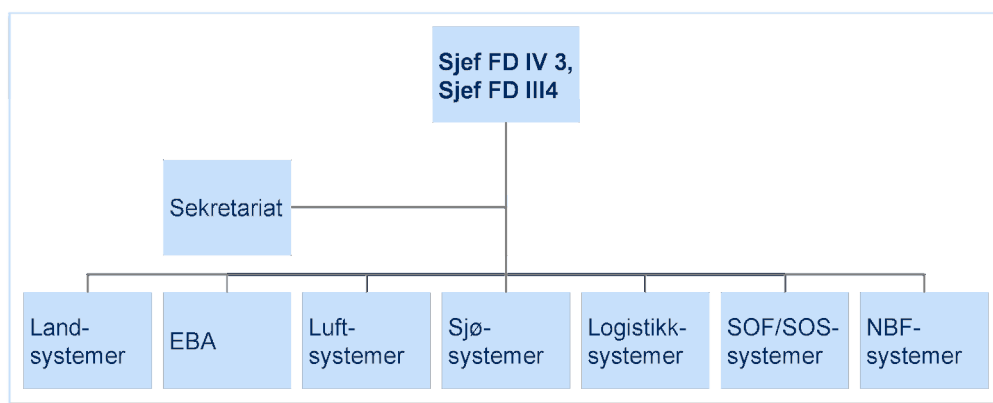 Sjef FD IV 3,
Sjef FD III4
Sekretariat
Land-
systemer
EBA
Luft-
systemer
Sjø-
systemer
Logistikk-
systemer
SOF/SOS-
systemer
NBF-
systemer